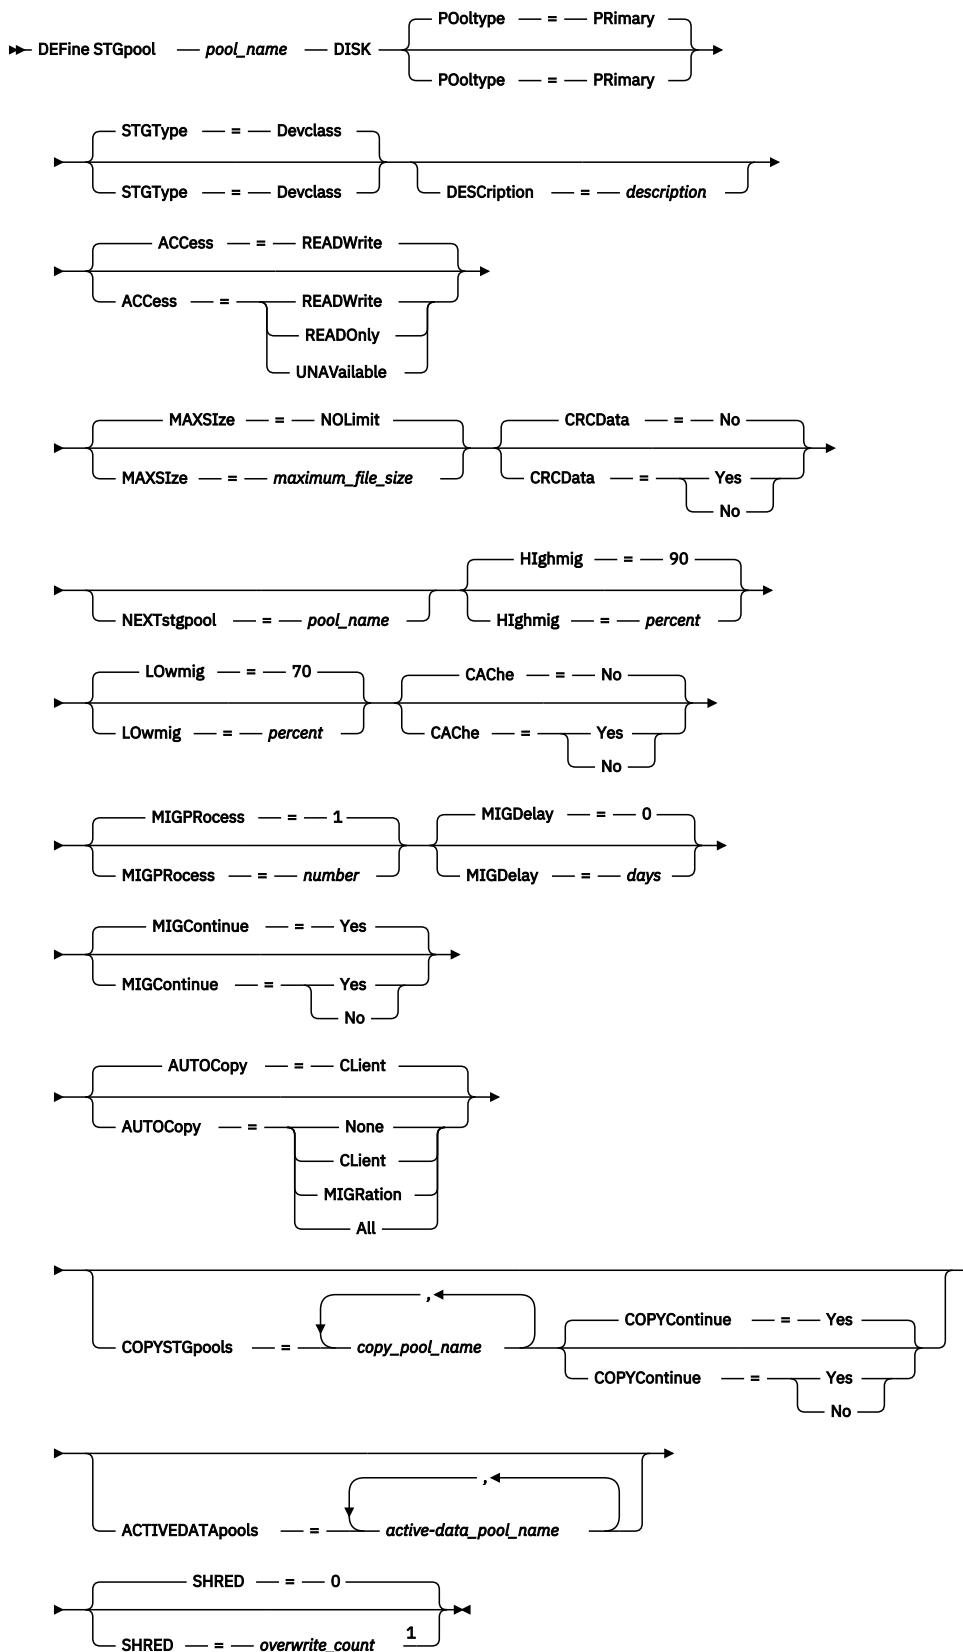 POoltype = PRimary
DEFine STGpool pool_name DISK
POoltype = PRimary
STGType = Devclass
STGType = Devclass
DESCription = description
ACCess = READWrite
ACCess = READWrite
READOnly
UNAVailable
MAXSIze = NOLimit
MAXSIze = maximum_file_size
CRCData = No
CRCData = Yes
No
NEXTstgpool = pool_name
HIghmig = 90
HIghmig = percent
LOwmig = 70
LOwmig = percent
CAChe = No
CAChe = Yes
No
MIGPRocess = 1
MIGPRocess = number
MIGDelay = 0
MIGDelay = days
MIGContinue = Yes
MIGContinue = Yes
No
AUTOCopy = CLient
AUTOCopy = None
CLient
MIGRation
All
,
COPYSTGpools = copy_pool_name
COPYContinue = Yes
COPYContinue = Yes
No
,
ACTIVEDATApools = active-data_pool_name
SHRED = 0
SHRED = overwrite_count 1